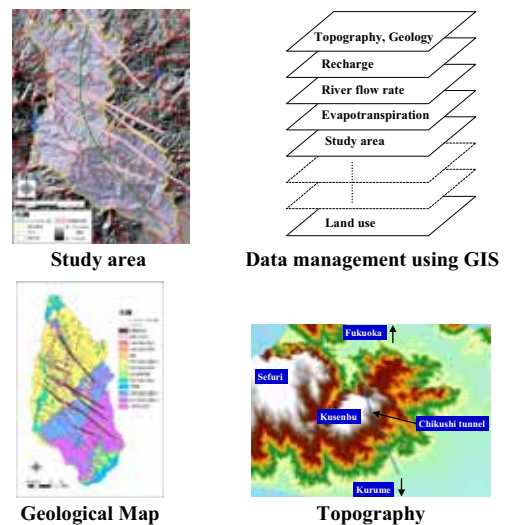 Topography, Geology
Recharge
River flow rate
Evapotranspiration
Study area
Land use
Study area
Data management using GIS
Fukuoka
Sefuri
Kusenbu
Chikushi tunnel
Kurume
Geological Map
Topography